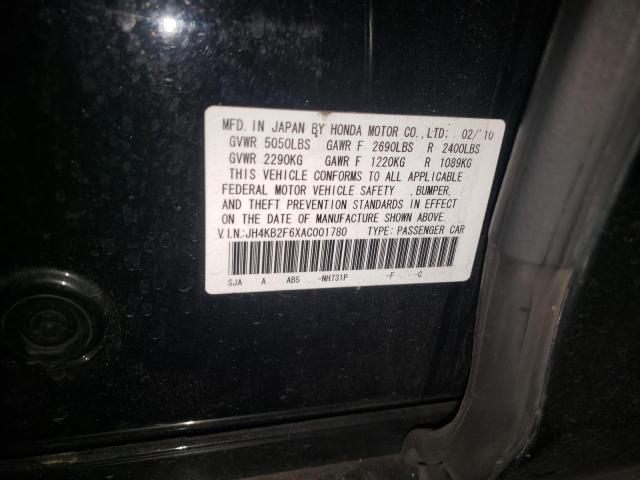 MFD. IN JAPAN BY HONDA MOTOR CO., LTD: 02/10
GVWR 5050LBS GAWR F 2690LBS R 2400LBS
GVWR 2290KG GAWR F 1220KG R 1089KG
THIS VEHICLE CONFORMS TO ALL APPLICABLE
FEDERAL MOTOR VEHICLE SAFETY , BUMPER,
AND THEFT PREVENTION STANDARDS IN EFFECT
ON THE DATE OF MANUFACTURE SHOWN ABOVE.
V.I.N.:JH4KB2F6XAC001780 TYPE: PASSENGER CAR
SJA A AB5 -NH731P -F -C